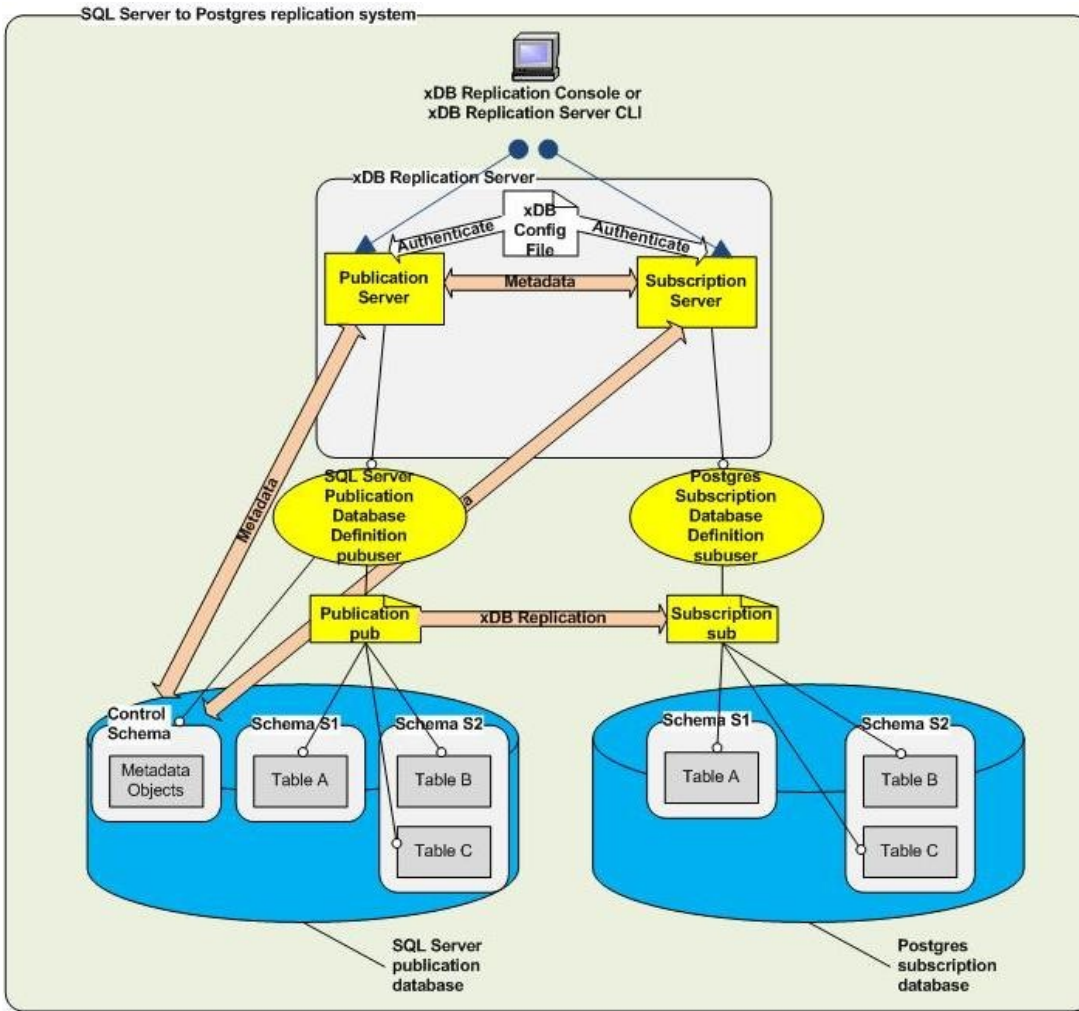 SQL Server to Postgres replication system
xDB Replication Console or
xDB Replication Server CLI
xDB Replication Server
xDB
Config
File
Authenticate
Authenticate
Publication
Server
Metadata
Subscription
Server
Metadata
SQL Server
Publication
Database
Definition
pubuser
a
Postgres
Subscription
Database
Definition
subuser
Publication
pub
xDB Replication
Subscription
sub
Control
Schema
Metadata
Objects
Schema S1
Table A
Schema S2
Table B
Table C
Schema S1
Table A
Schema S2
Table B
Table C
SQL Server
publication
database
Postgres
subscription
database